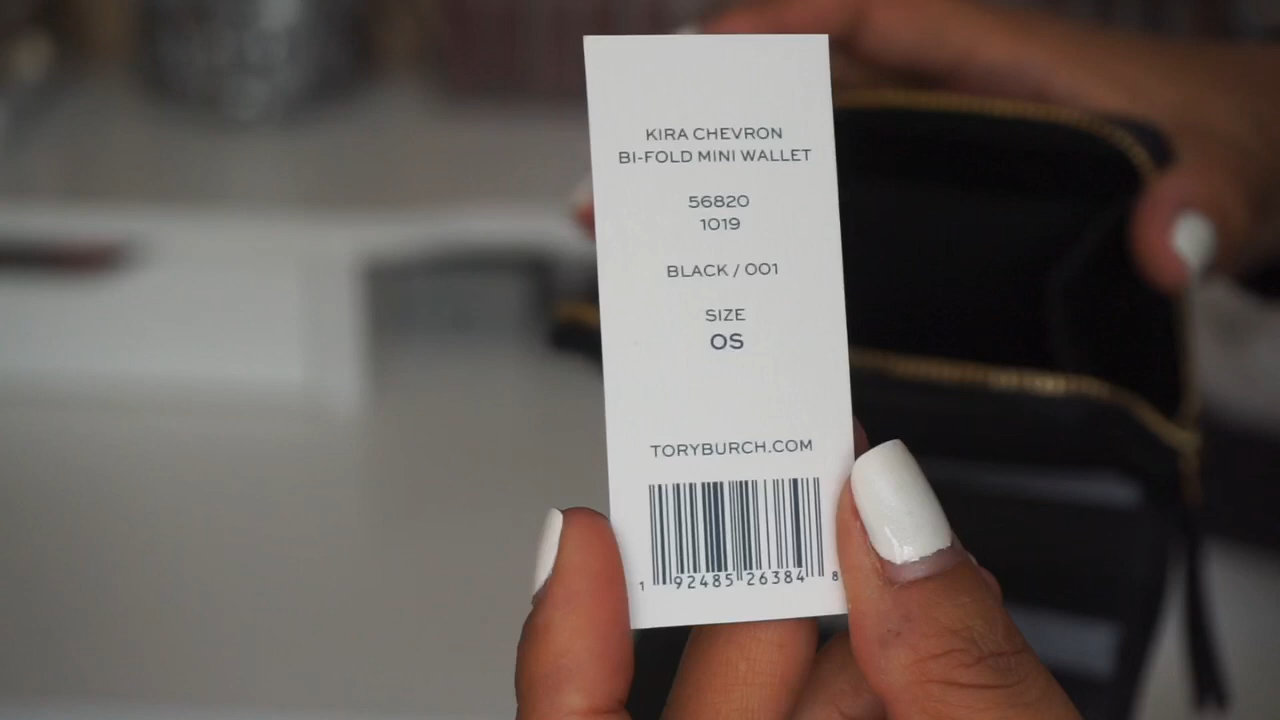 KIRA CHEVRON
BI-FOLD MINI WALLET
56820
1019
BLACK / 001
SIZE
OS
TORYBURCH.COM
1 92485 26384 8